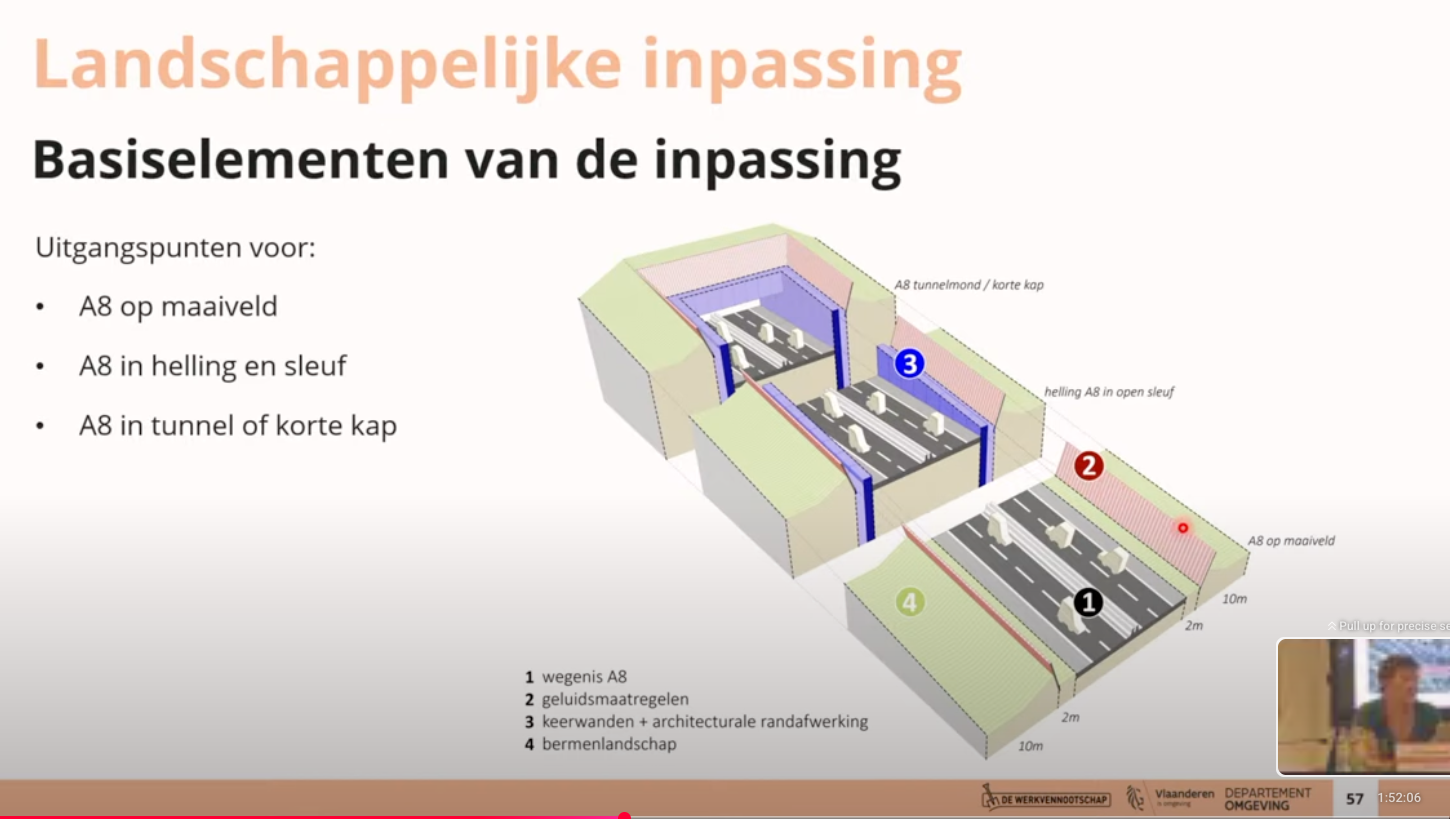 Landschappelijke inpassing
Basiselementen van de inpassing
Uitgangspunten voor:
• A8 op maaiveld
• A8 in helling en sleuf
• A8 in tunnel of korte kap
A8 tunnelmond / korte kap
3
helling A8 in open sleuf
2
A8 op maaiveld
4
1
10m
2m
2m
10m
1 wegenis A8
2 geluidsmaatregelen
3 keerwanden + architecturale randafwerking
4 bermenlandschap
Pull up for precise se
DE WERKVENNOOTSCHAP
Vlaanderen
is omgeving
DEPARTEMENT
OMGEVING
57
1:52:06